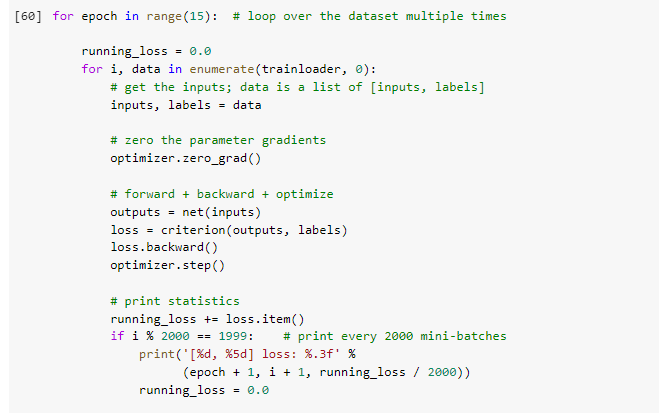 [60] for epoch in range(15):  # loop over the dataset multiple times
running_loss = 0.0
for i, data in enumerate(trainloader, 0):
# get the inputs; data is a list of [inputs, labels]
inputs, labels = data
# zero the parameter gradients
optimizer.zero_grad()
# forward + backward + optimize
outputs = net(inputs)
loss = criterion(outputs, labels)
loss.backward()
optimizer.step()
# print statistics
running_loss += loss.item()
if i % 2000 == 1999:    # print every 2000 mini-batches
print('[%d, %5d] loss: %.3f' %
(epoch + 1, i + 1, running_loss / 2000))
running_loss = 0.0